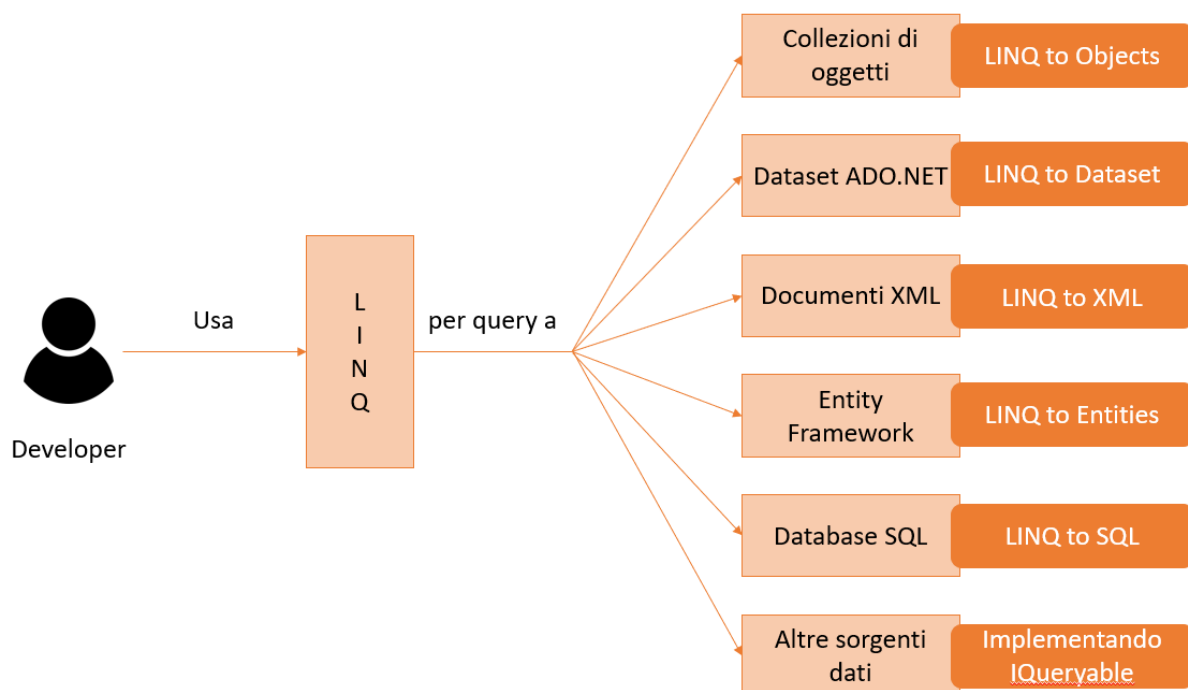 Developer
Usa
L
I
N
Q
per query a
Collezioni di
oggetti
LINQ to Objects
Dataset ADO.NET
LINQ to Dataset
Documenti XML
LINQ to XML
Entity
Framework
LINQ to Entities
Database SQL
LINQ to SQL
Altre sorgenti
dati
Implementando
IQueryable